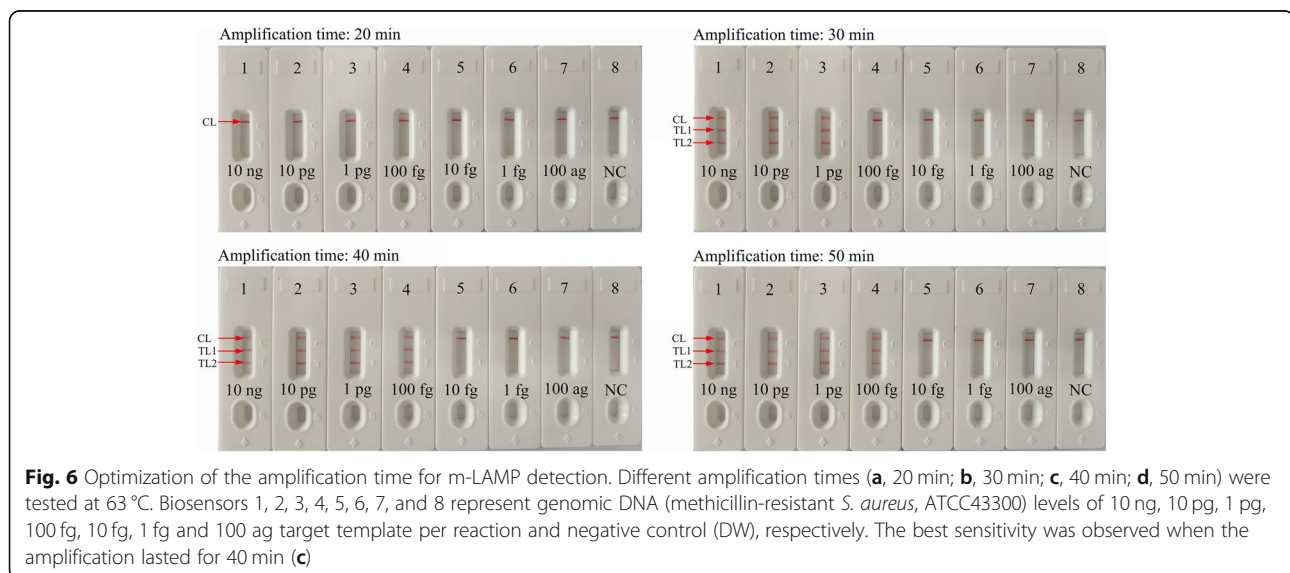 Amplification time: 20 min
1 2 3 4 5 6 7 8
CL
10 ng 10 pg 1 pg 100 fg 10 fg 1 fg 100 ag NC
Amplification time: 30 min
1 2 3 4 5 6 7 8
CL
TL1
TL2
10 ng 10 pg 1 pg 100 fg 10 fg 1 fg 100 ag NC
Amplification time: 40 min
1 2 3 4 5 6 7 8
CL
TL1
TL2
10 ng 10 pg 1 pg 100 fg 10 fg 1 fg 100 ag NC
Amplification time: 50 min
1 2 3 4 5 6 7 8
CL
TL1
TL2
10 ng 10 pg 1 pg 100 fg 10 fg 1 fg 100 ag NC
Fig. 6 Optimization of the amplification time for m-LAMP detection. Different amplification times (a, 20 min; b, 30 min; c, 40 min; d, 50 min) were
tested at 63 °C. Biosensors 1, 2, 3, 4, 5, 6, 7, and 8 represent genomic DNA (methicillin-resistant S. aureus, ATCC43300) levels of 10 ng, 10 pg, 1 pg,
100 fg, 10 fg, 1 fg and 100 ag target template per reaction and negative control (DW), respectively. The best sensitivity was observed when the
amplification lasted for 40 min (c)